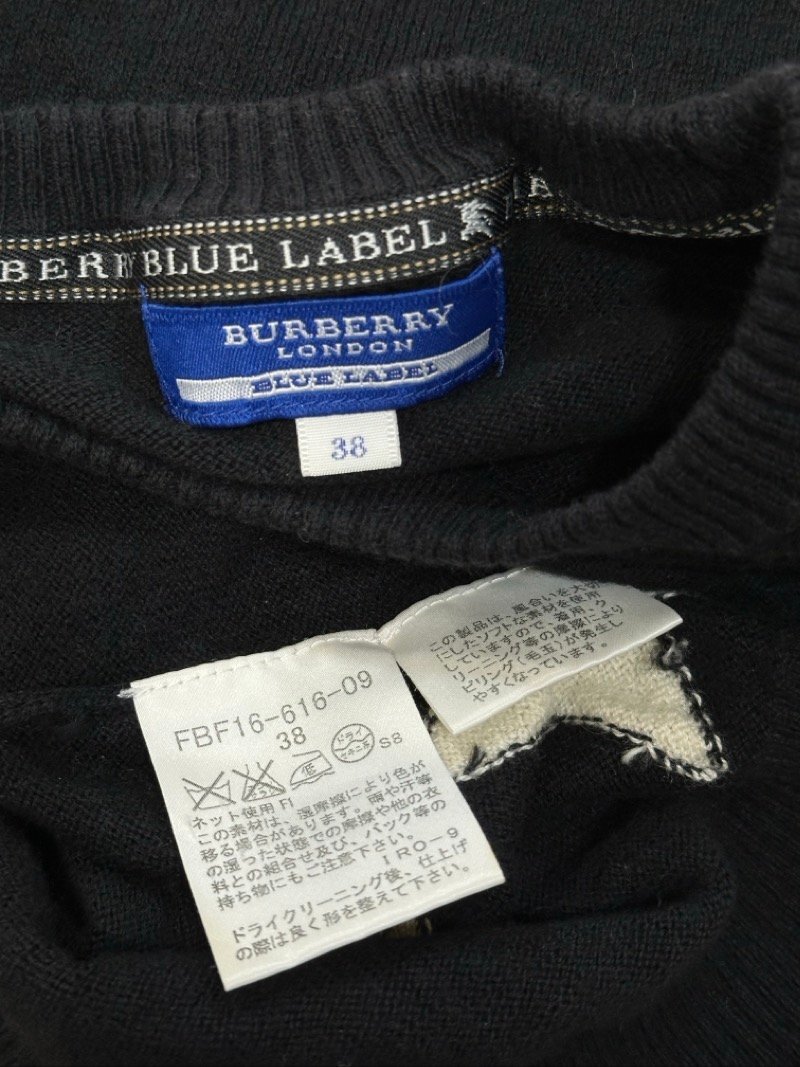 BLUE LABEL
BURBERRY
LONDON
BLUE LABEL
38
この製品は、風合いを大切
にしたソフトな素材を使用
していますので、着用、ク
リーニング等の摩擦により
ピリング(毛玉)が発生し
やすくなっています。
FBF16-616-09
38
低 ドライ セキユ系 S8
ネット使用 FI
この素材は、湿摩擦により色が
移る場合があります。雨や汗等
の湿った状態での摩擦や他の衣
料との組合せ及び、バック等の
持ち物にもご注意下さい。
IRO-9
ドライクリーニング後、仕上げ
の際は良く形を整えて下さい。